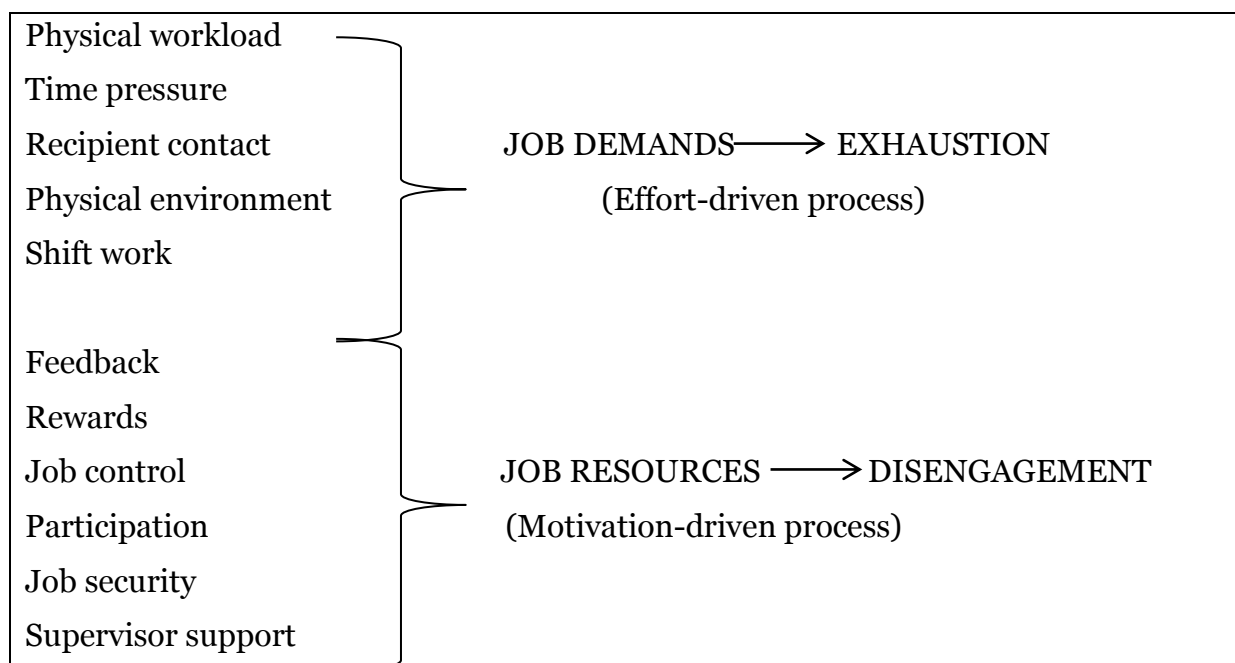 Physical workload
Time pressure
Recipient contact
Physical environment
Shift work
JOB DEMANDS EXHAUSTION
(Effort-driven process)
Feedback
Rewards
Job control
Participation
Job security
Supervisor support
JOB RESOURCES DISENGAGEMENT
(Motivation-driven process)